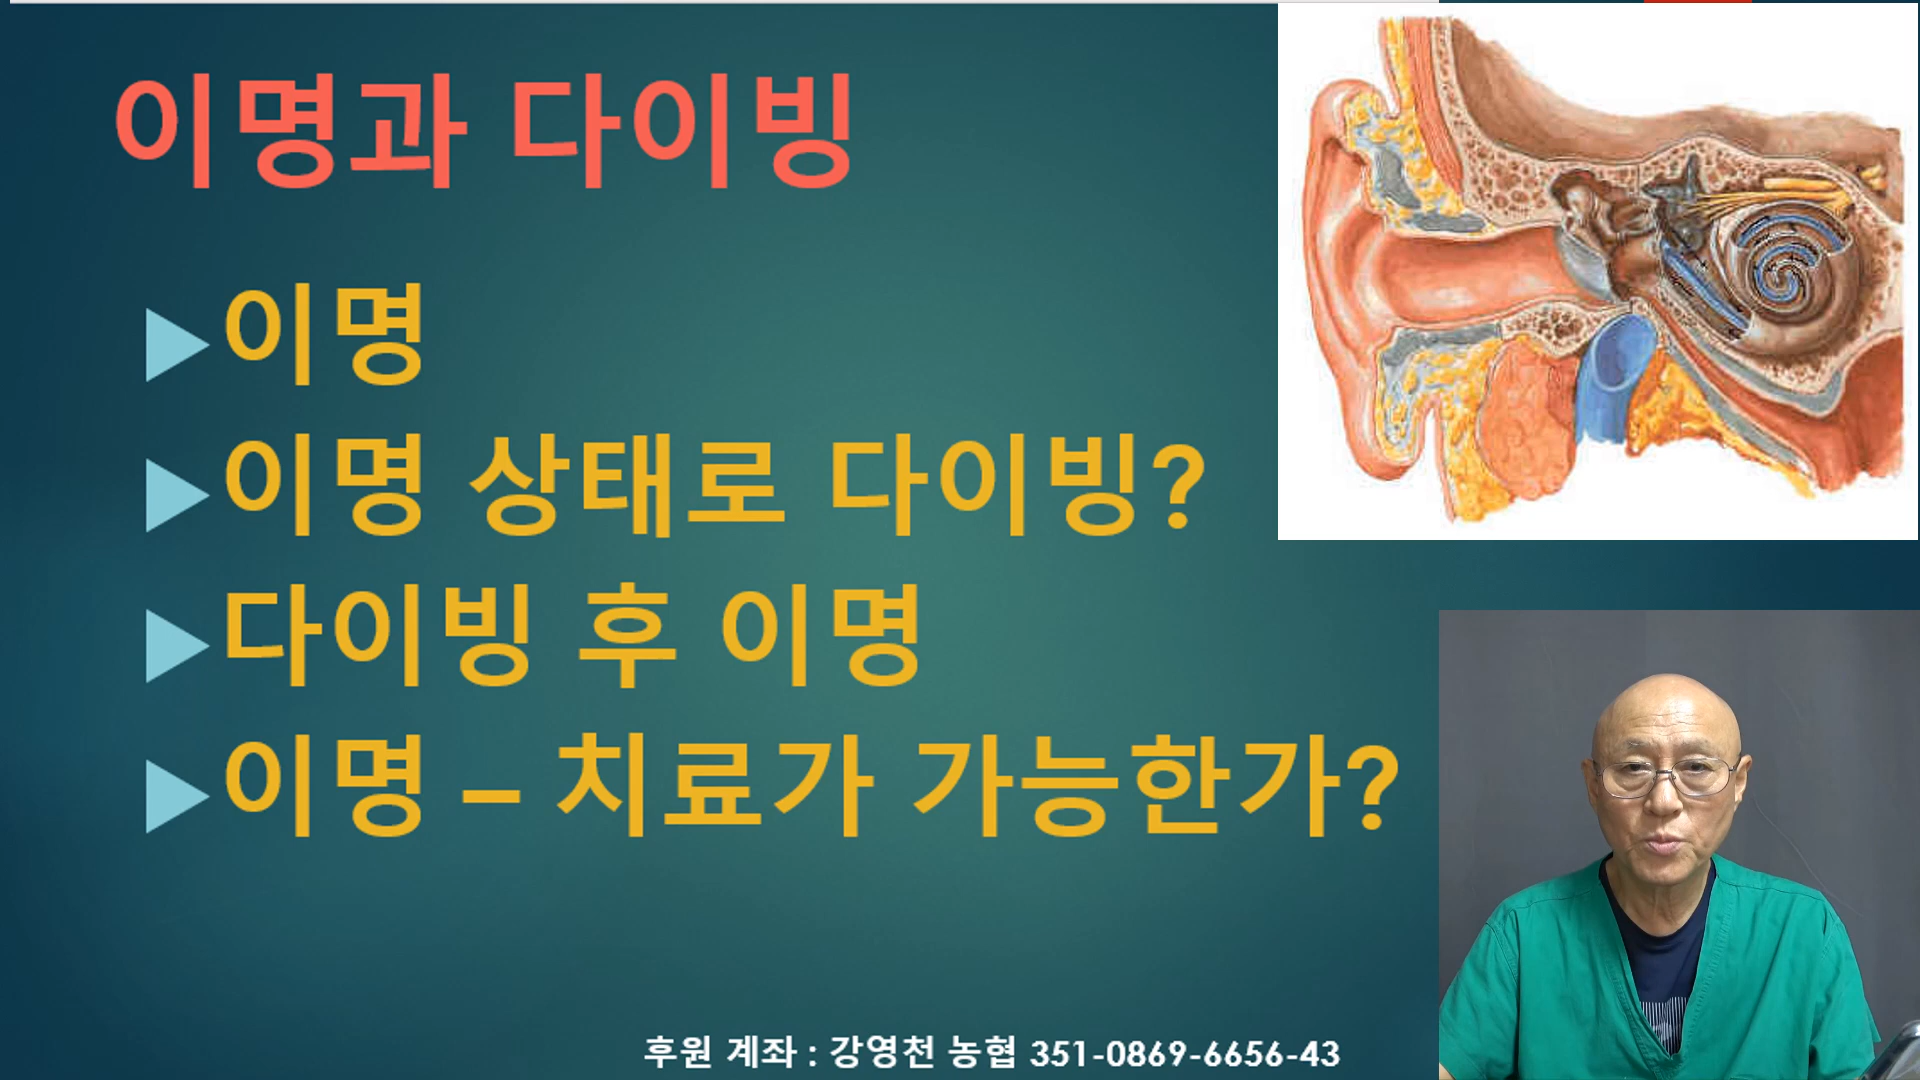 이명과 다이빙
이명
이명 상태로 다이빙?
다이빙 후 이명
이명 – 치료가 가능한가?
후원 계좌 : 강영천 농협 351-0869-6656-43